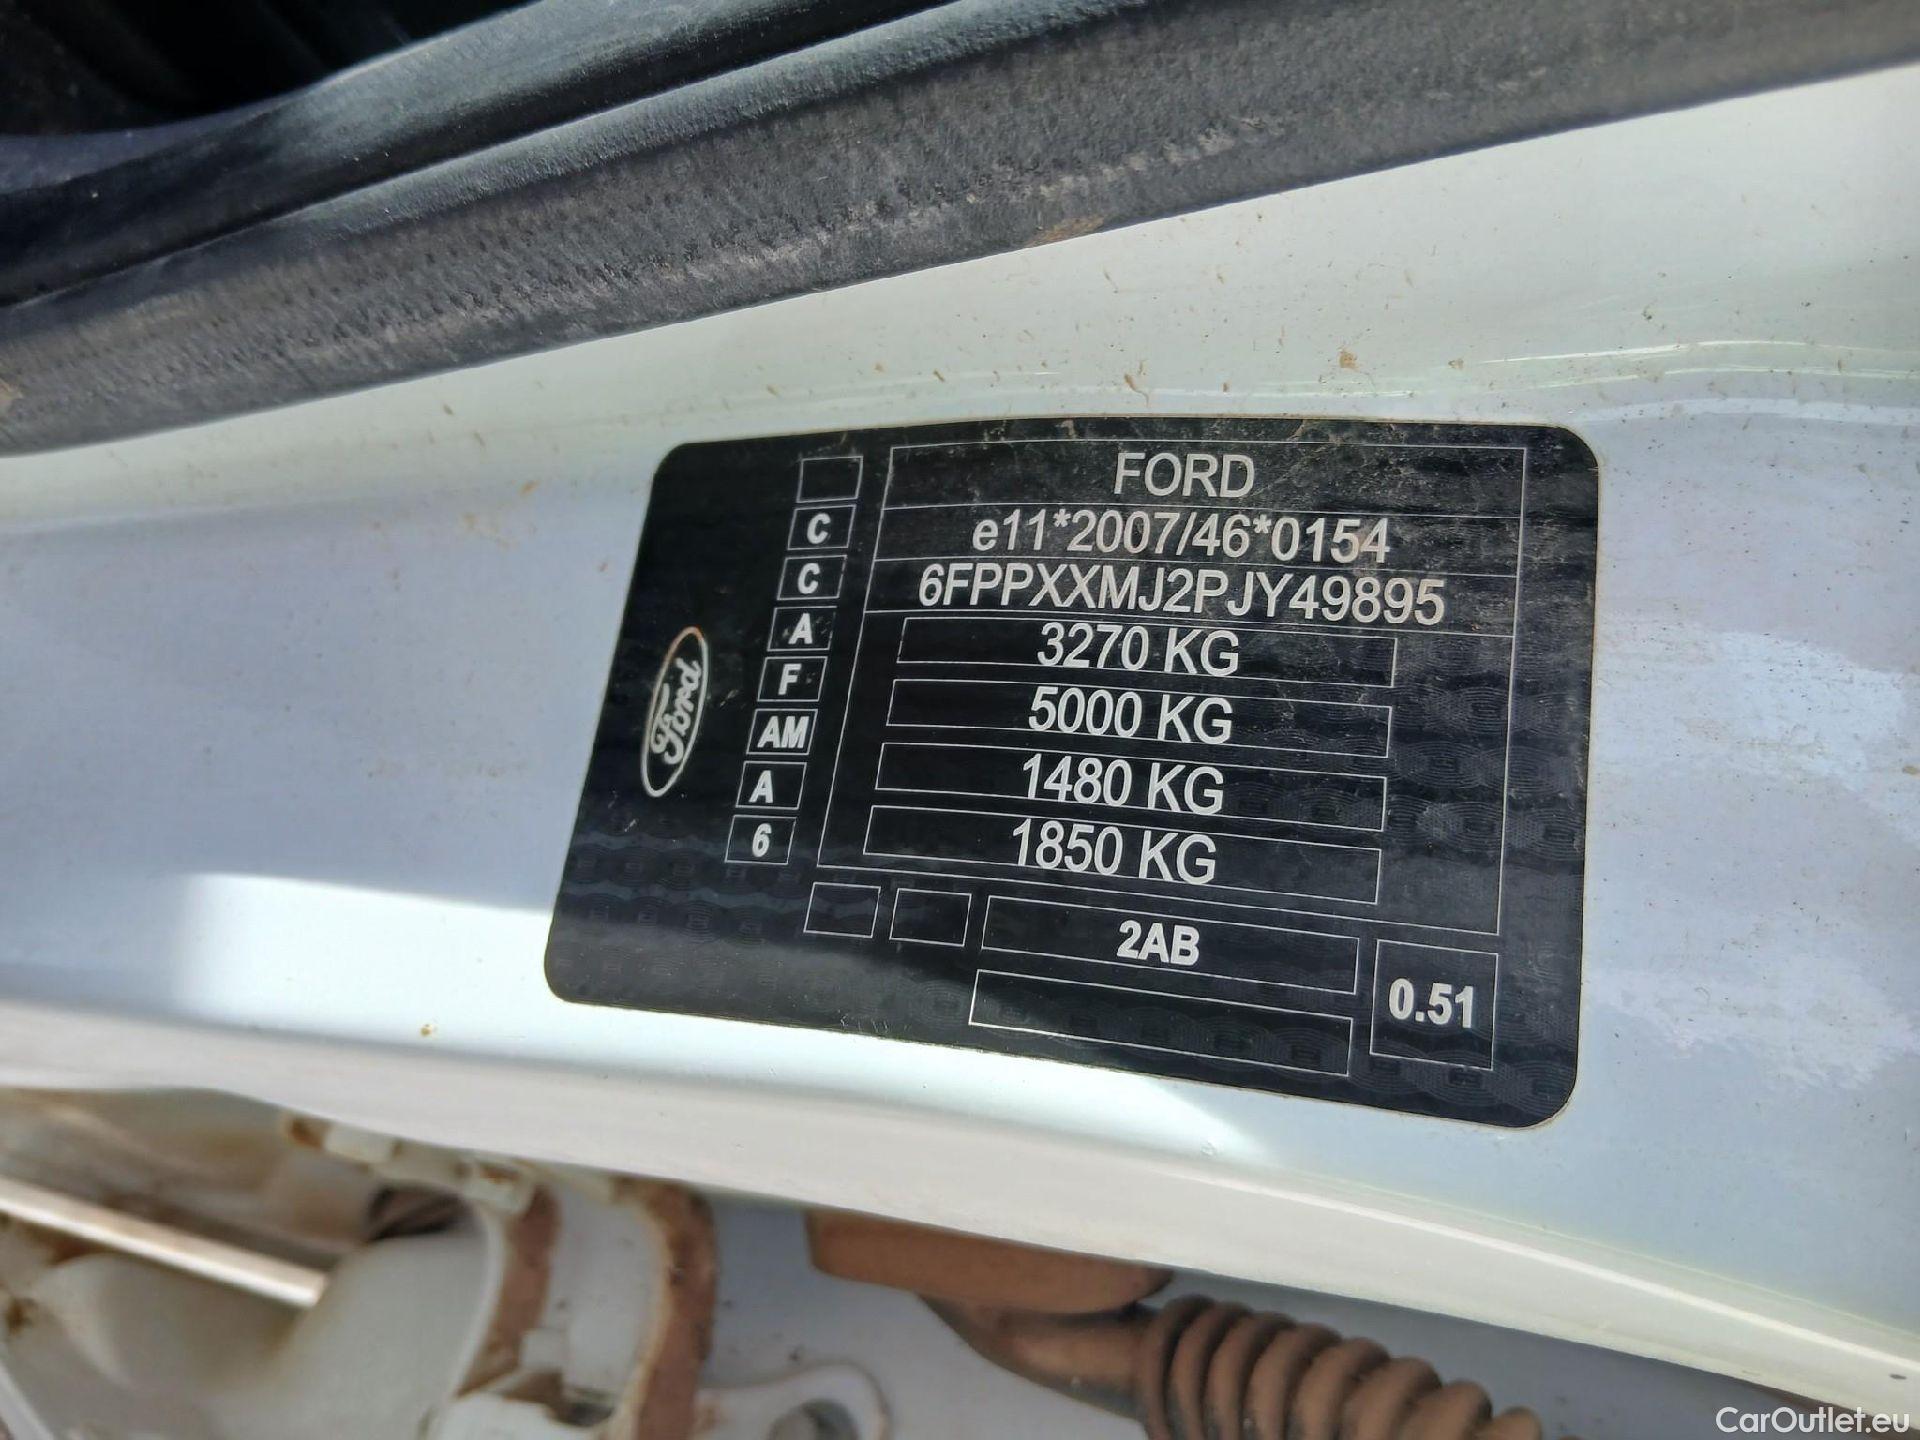 FORD
e11*2007/46*0154
6FPPXXMJ2PJY49895
3270 KG
5000 KG
1480 KG
1850 KG
C
C
A
F
AM
A
6
Ford
2AB
0.51
CarOutlet.eu